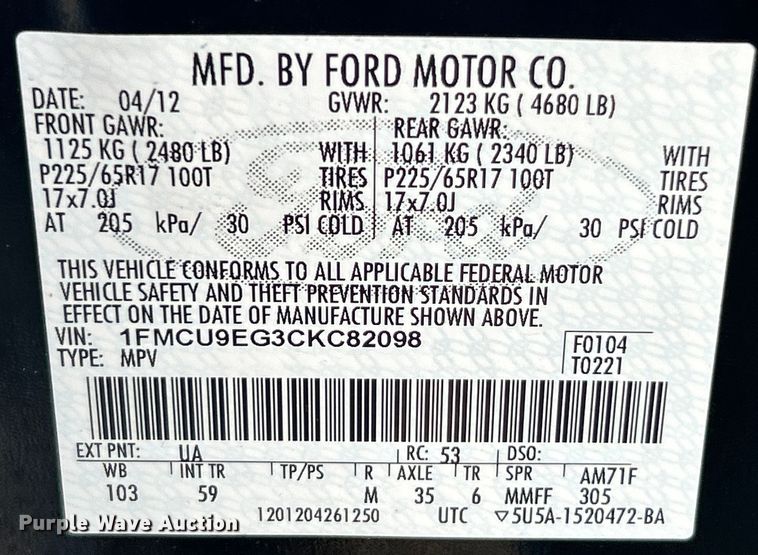 MFD. BY FORD MOTOR CO.
DATE: 04/12 GVWR: 2123 KG ( 4680 LB)
FRONT GAWR: REAR GAWR:
1125 KG ( 2480 LB) WITH 1061 KG ( 2340 LB) WITH
P225/65R17 100T TIRES P225/65R17 100T TIRES
17x7.0J RIMS 17x7.0J RIMS
AT 205 kPa/ 30 PSI COLD AT 205 kPa/ 30 PSI COLD
THIS VEHICLE CONFORMS TO ALL APPLICABLE FEDERAL MOTOR
VEHICLE SAFETY AND THEFT PREVENTION STANDARDS IN
EFFECT ON THE DATE OF MANUFACTURE SHOWN ABOVE.
VIN: 1FMCU9EG3CKC82098 F0104
TYPE: MPV T0221
EXT PNT: UA RC: 53 DSO:
WB INT TR TP/PS R AXLE TR SPR AM71F
103 59 M 35 6 MMFF 305
1201204261250 UTC ▽5U5A-1520472-BA
Purple Wave Auction